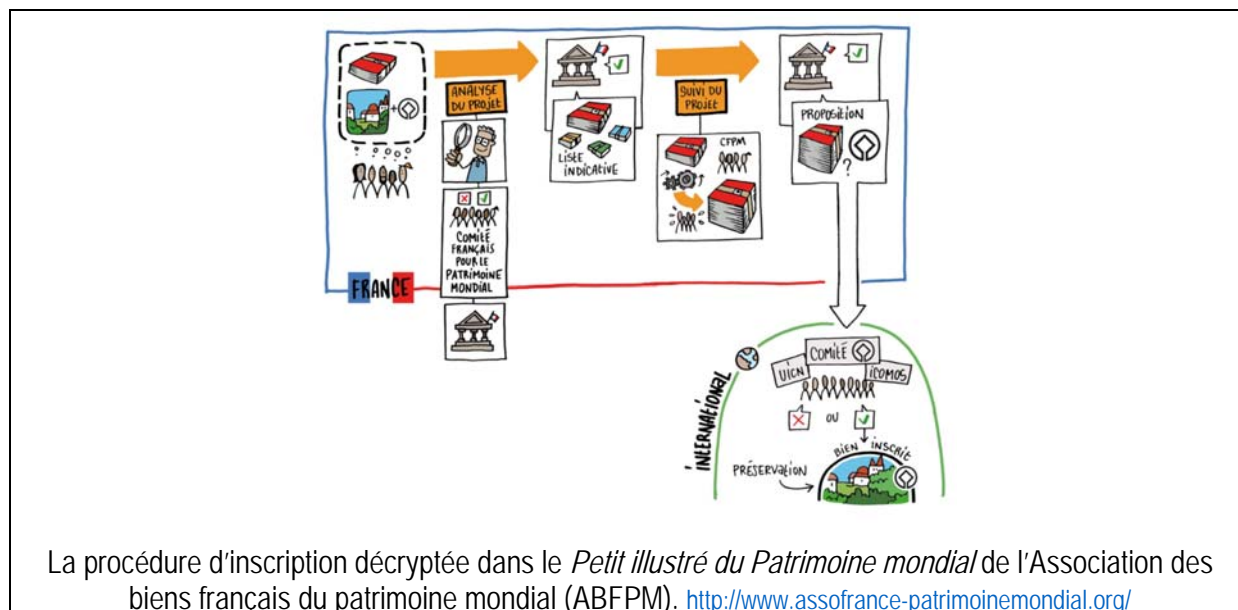 ANALYSE
DU PROJET
COMITÉ
FRANÇAIS
POUR LE
PATRIMOINE
MONDIAL
LISTE
INDICATIVE
SUIVI DU
PROJET
CFPM
PROPOSITION
?
FRANCE
INTERNATIONAL
UICN
COMITÉ
ICOMOS
OU
BIEN INSCRIT
PRÉSERVATION
La procédure d'inscription décryptée dans le Petit illustré du Patrimoine mondial de l'Association des
biens français du patrimoine mondial (ABFPM). http://www.assofrance-patrimoinemondial.org/